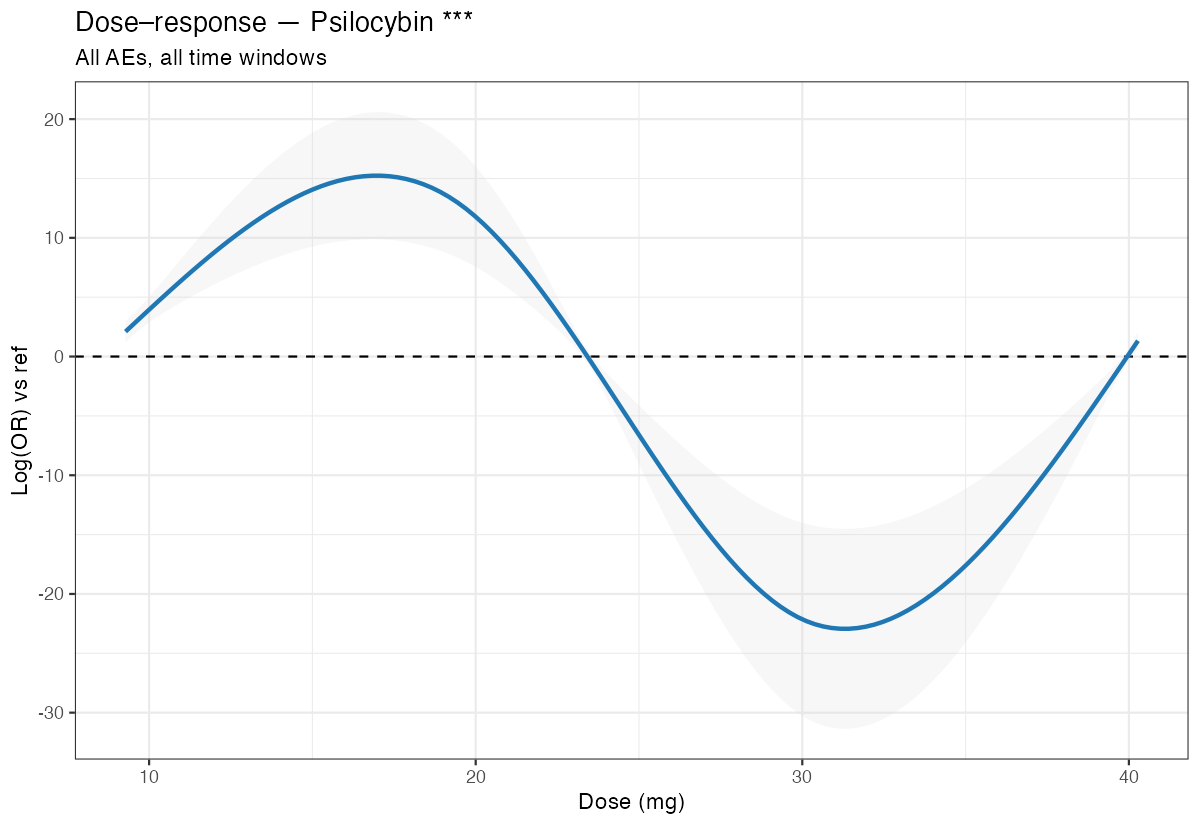 Dose–response — Psilocybin ***
All AEs, all time windows
Log(OR) vs ref
20
10
0
-10
-20
-30
10 20 30 40
Dose (mg)